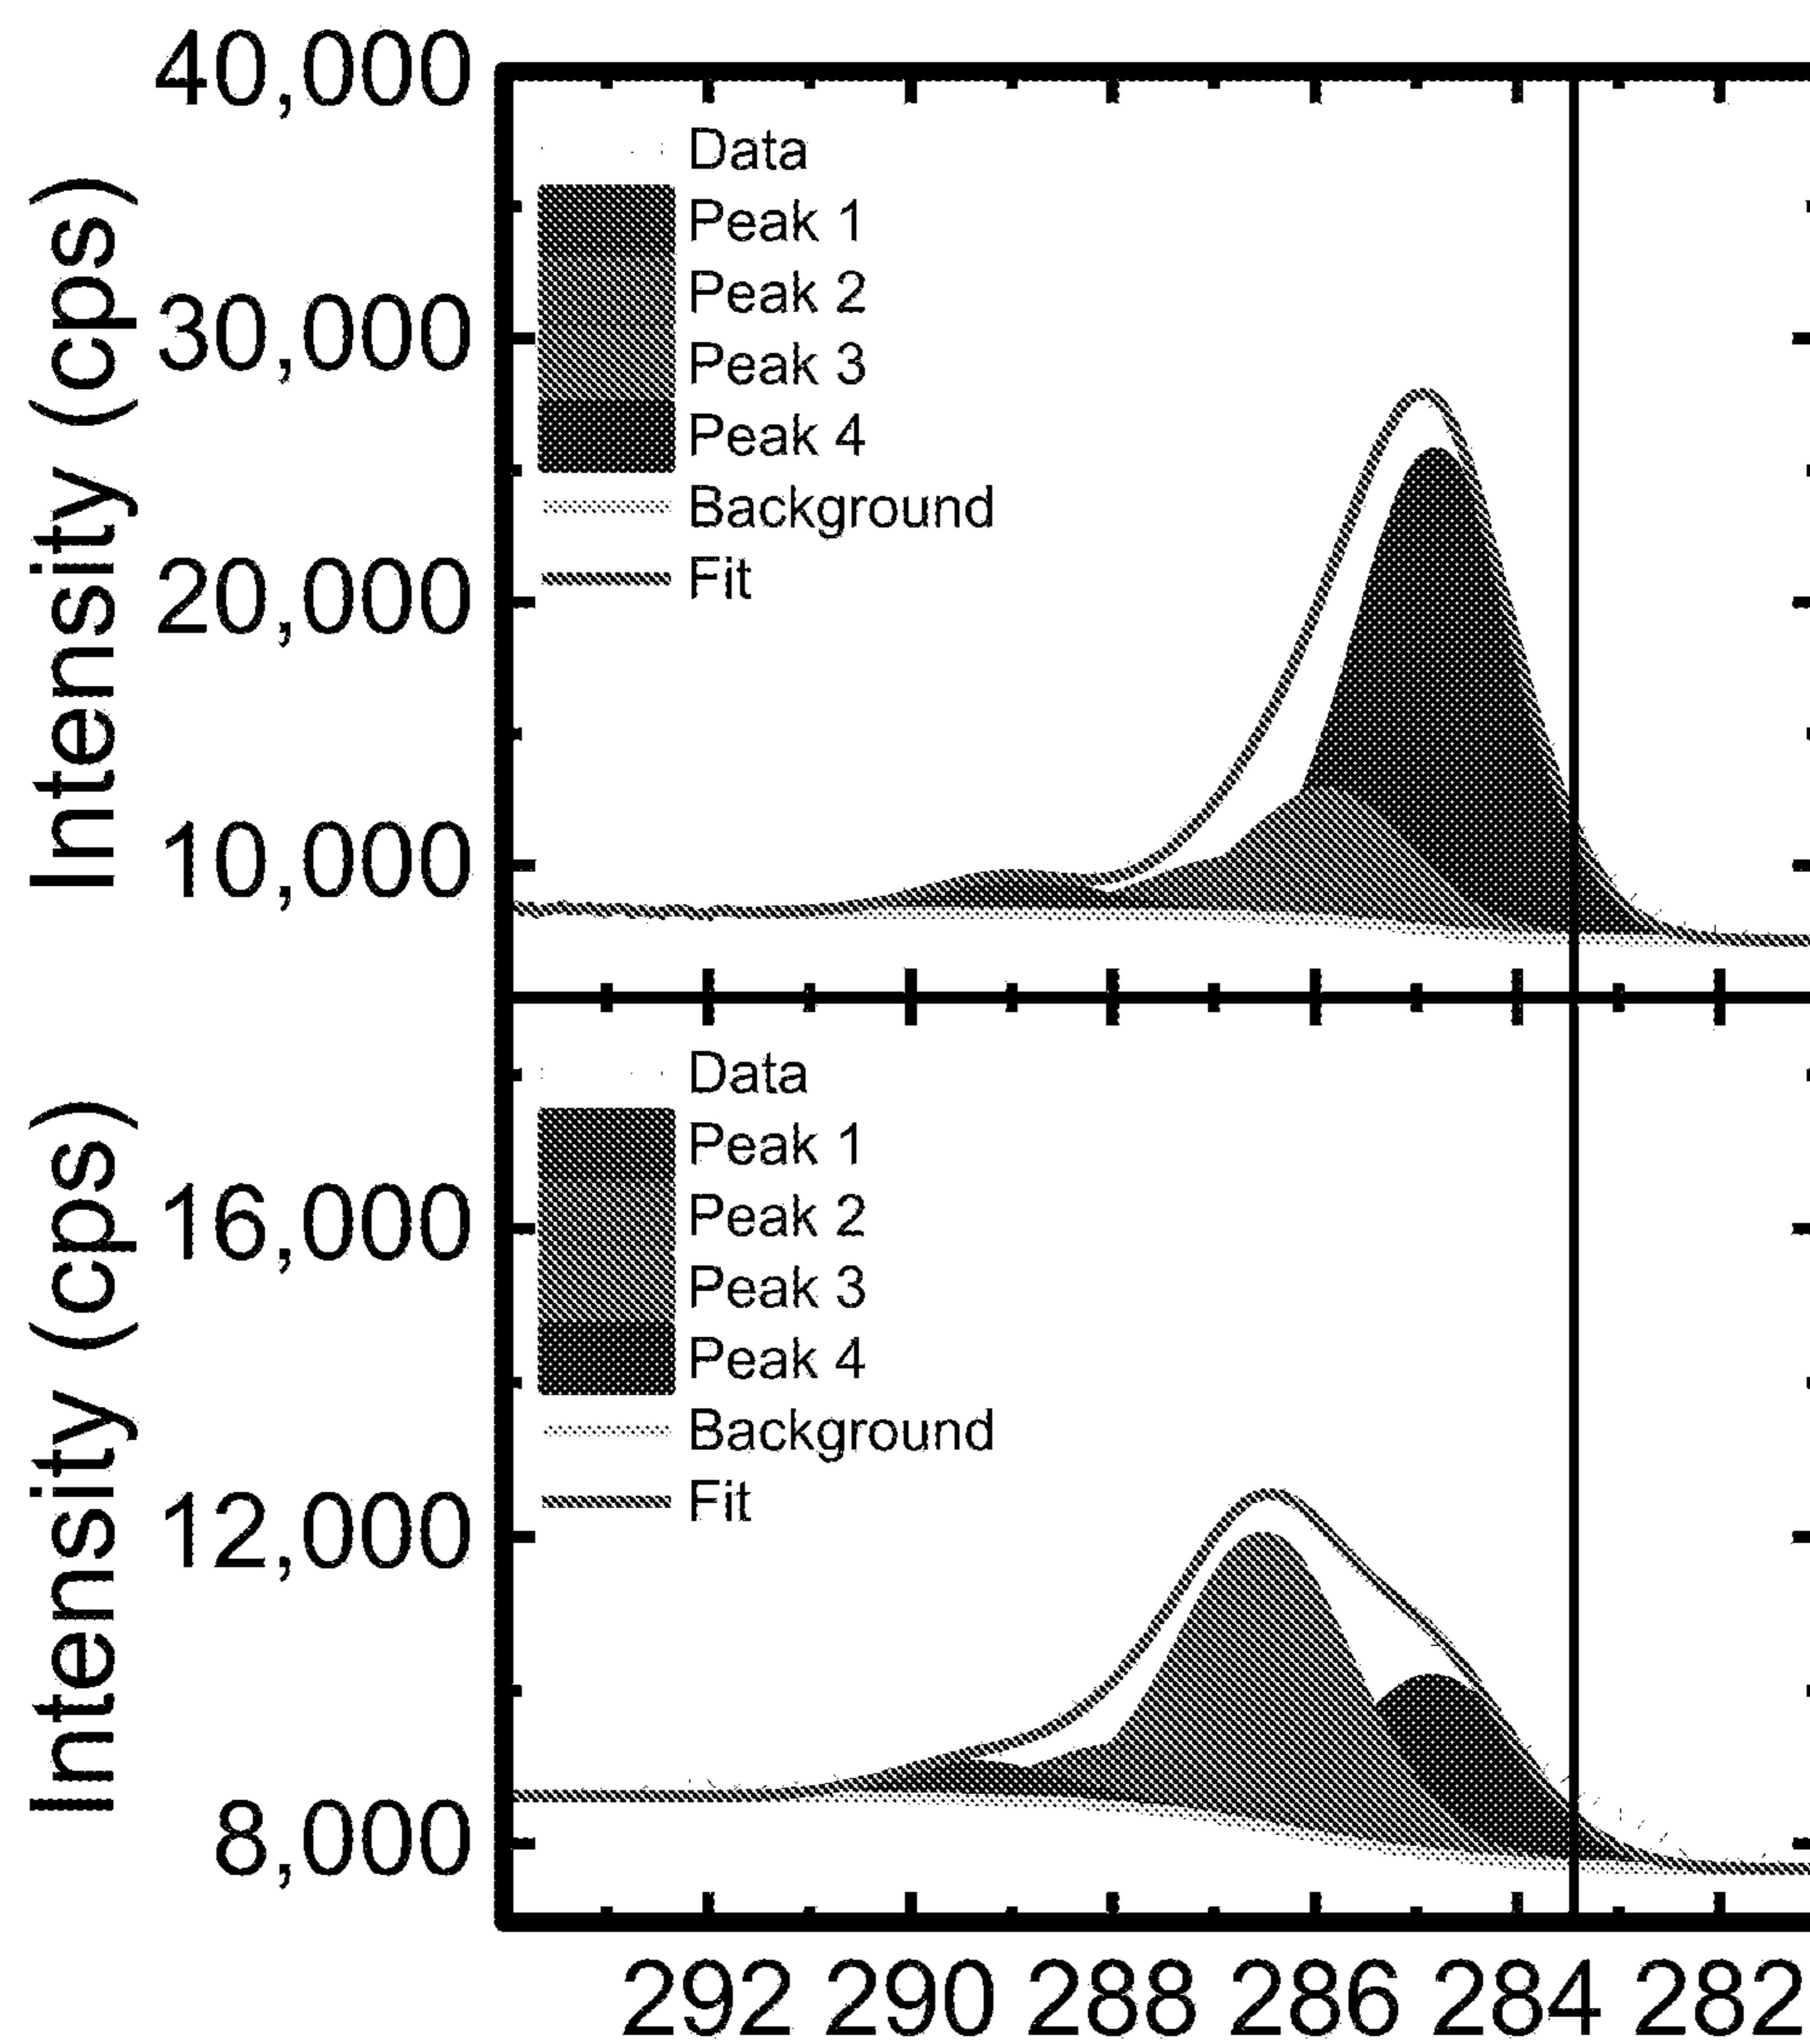 40,000
30,000
20,000
10,000
Intensity (cps)
Data
Peak 1
Peak 2
Peak 3
Peak 4
Background
Fit
16,000
12,000
8,000
Intensity (cps)
Data
Peak 1
Peak 2
Peak 3
Peak 4
Background
Fit
292 290 288 286 284 282